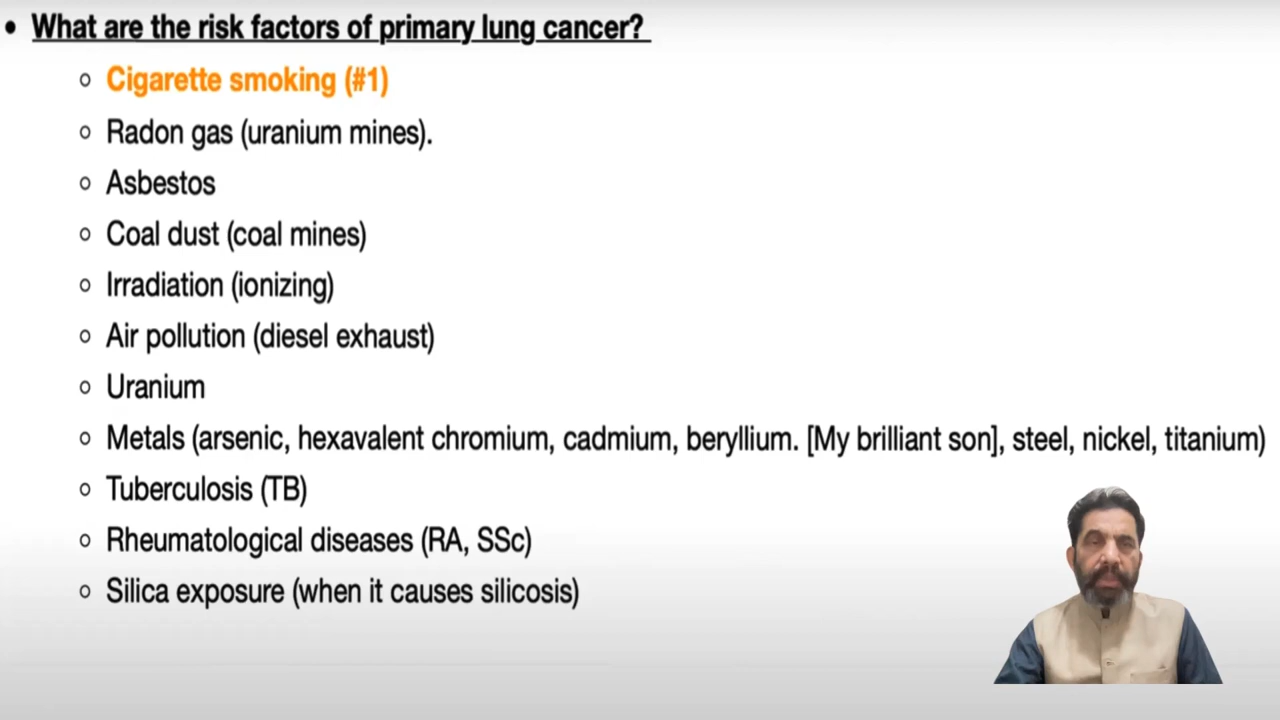 • What are the risk factors of primary lung cancer?
○ Cigarette smoking (#1)
○ Radon gas (uranium mines).
○ Asbestos
○ Coal dust (coal mines)
○ Irradiation (ionizing)
○ Air pollution (diesel exhaust)
○ Uranium
○ Metals (arsenic, hexavalent chromium, cadmium, beryllium. [My brilliant son], steel, nickel, titanium)
○ Tuberculosis (TB)
○ Rheumatological diseases (RA, SSc)
○ Silica exposure (when it causes silicosis)